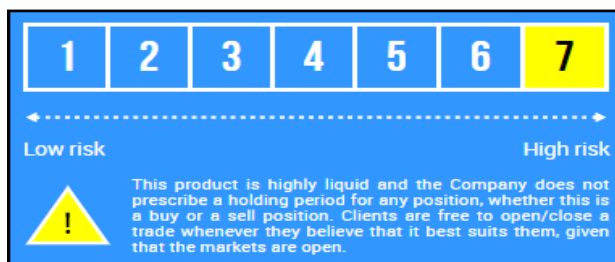 1 2 3 4 5 6 7
Low risk High risk
This product is highly liquid and the Company does not
prescribe a holding period for any position, whether this is
a buy or a sell position. Clients are free to open/close a
trade whenever they believe that it best suits them, given
that the markets are open.
!